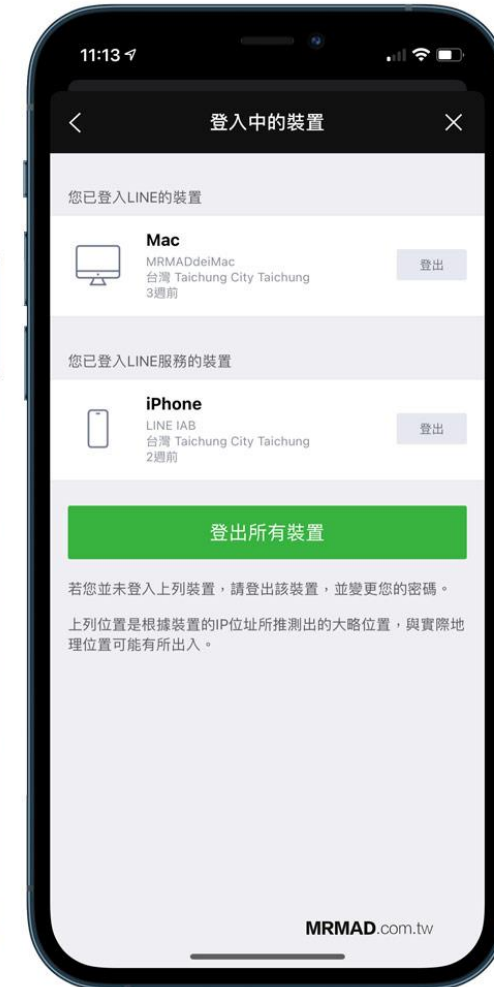 11:13
登入中的裝置
您已登入LINE的裝置
Mac
MRMADdeiMac
台灣 Taichung City Taichung
3週前
登出
您已登入LINE服務的裝置
iPhone
LINE IAB
台灣 Taichung City Taichung
2週前
登出
登出所有裝置
若您並未登入上列裝置，請登出該裝置，並變更您的密碼。
上列位置是根據裝置的IP位址所推測出的大略位置，與實際地
理位置可能有所出入。
MRMAD.com.tw